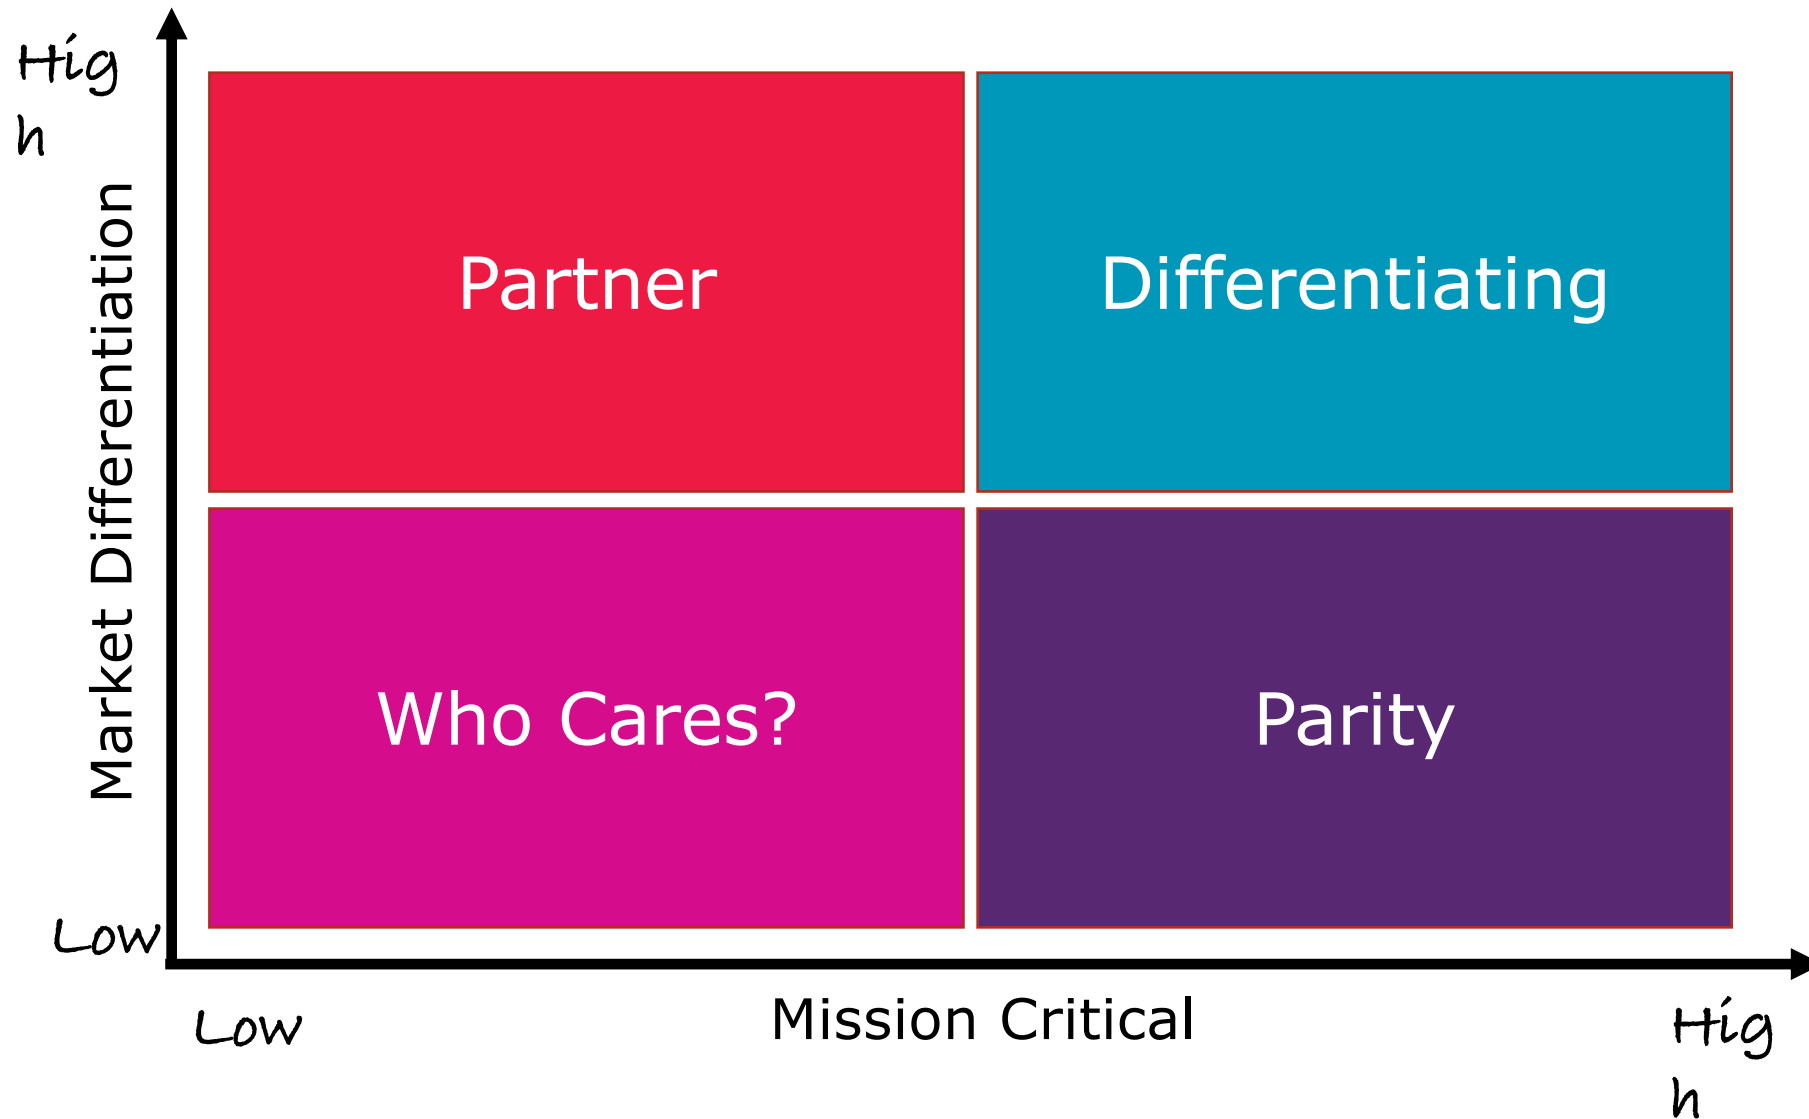 Hig
h
Market Differentiation
Partner
Differentiating
Who Cares?
Parity
Low
Low
Mission Critical
Hig
h